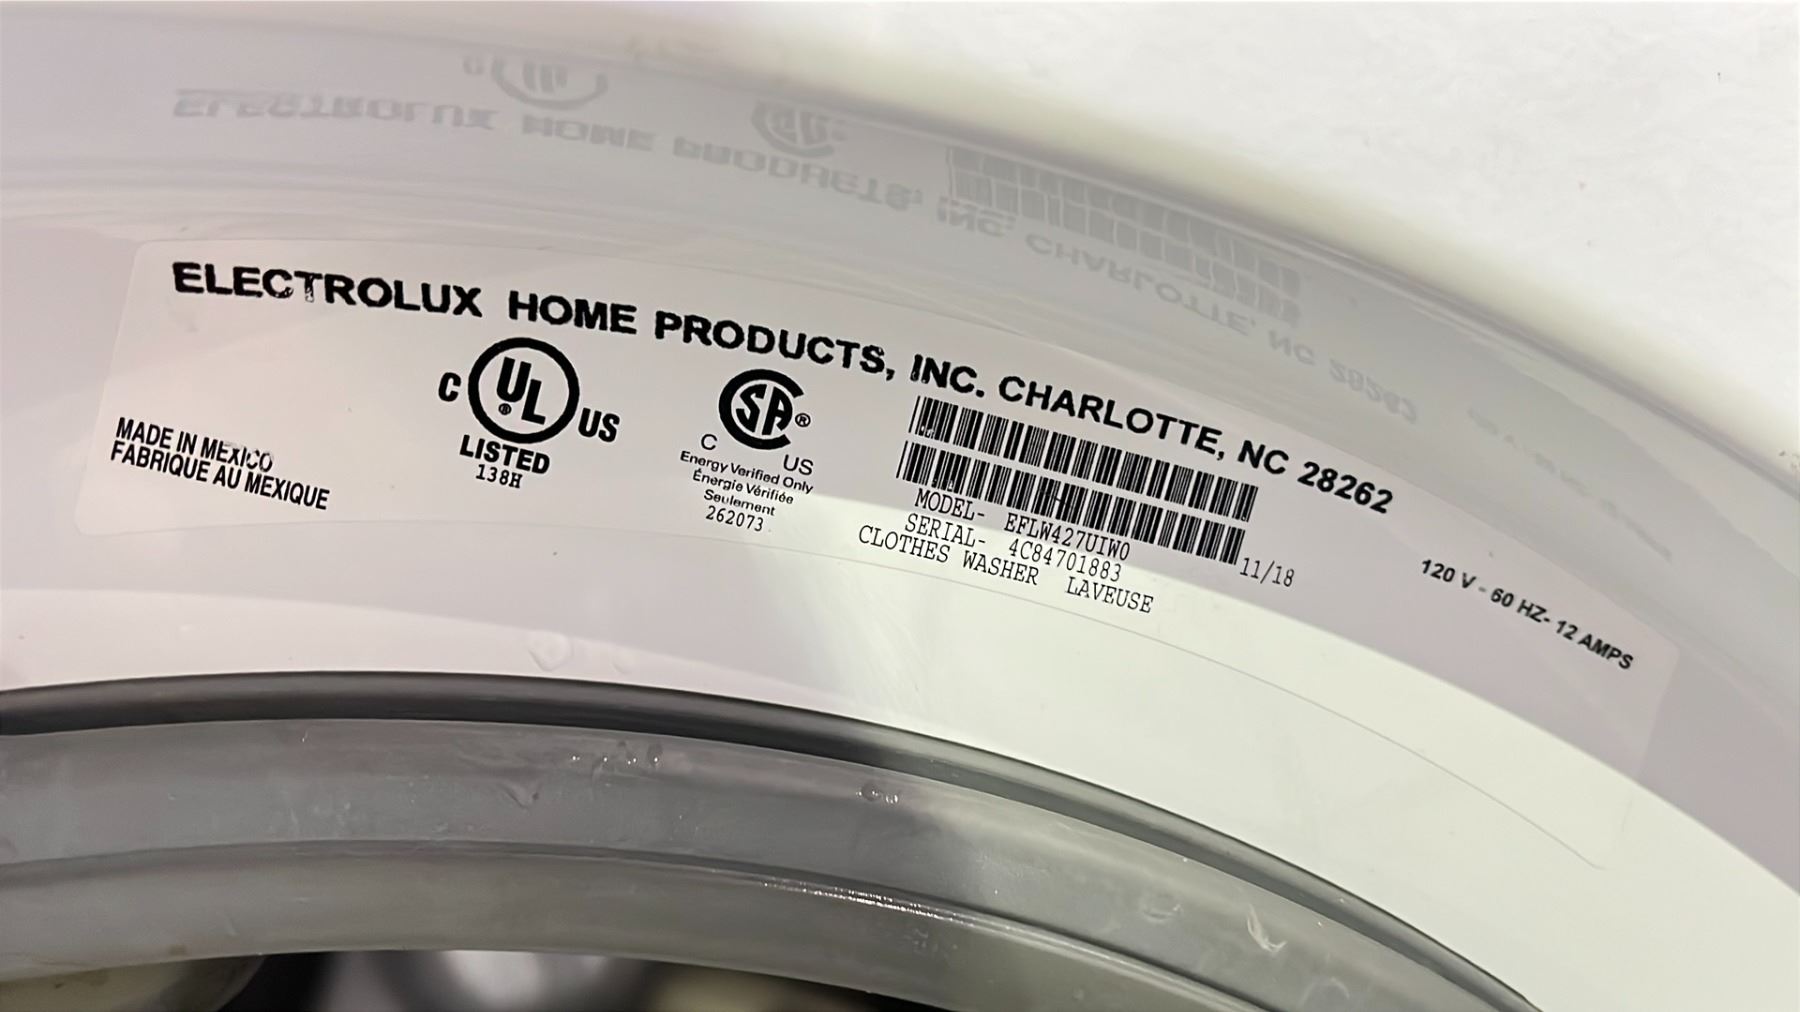 ELECTROLUX HOME PRODUCTS, INC. CHARLOTTE, NC 28262
MADE IN MEXICO
FABRIQUE AU MEXIQUE
C UL® US
LISTED
138H
SA®
C US
Energy Verified Only
Énergie Vérifiée
Seulement
262073
MODEL- EFLW427UIW0
SERIAL- 4C84701883
11/18
CLOTHES WASHER LAVEUSE
120 V - 60 HZ- 12 AMPS